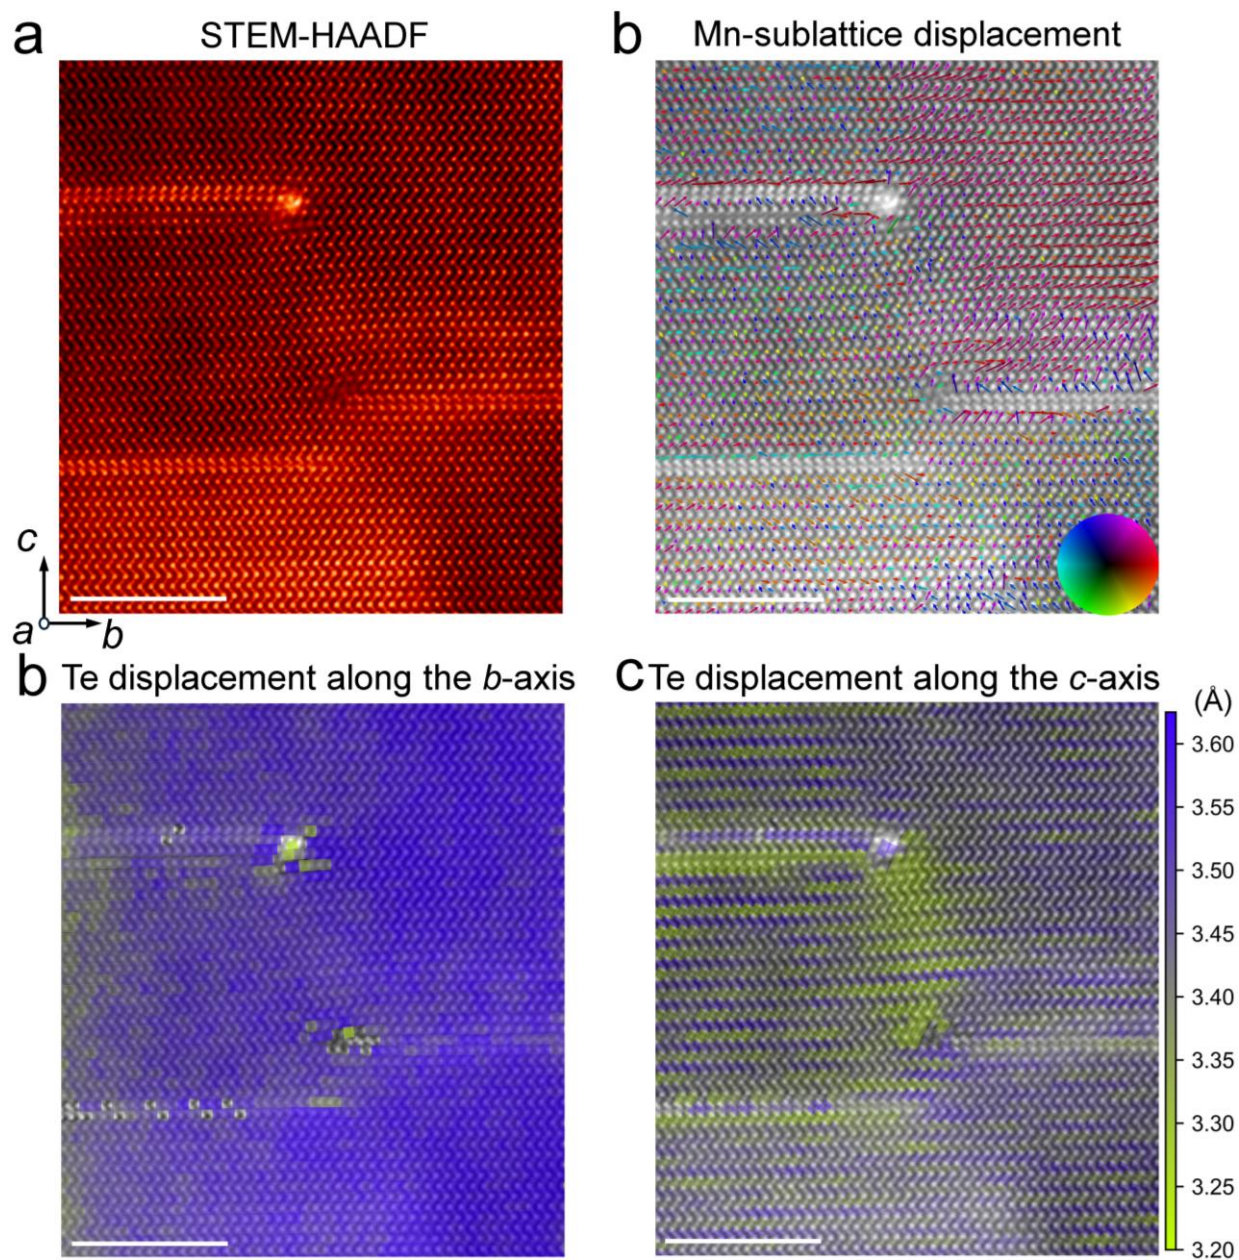 a STEM-HAADF
b Mn-sublattice displacement
c
a b
b Te displacement along the b-axis
c Te displacement along the c-axis
(Å)
3.60
3.55
3.50
3.45
3.40
3.35
3.30
3.25
3.20